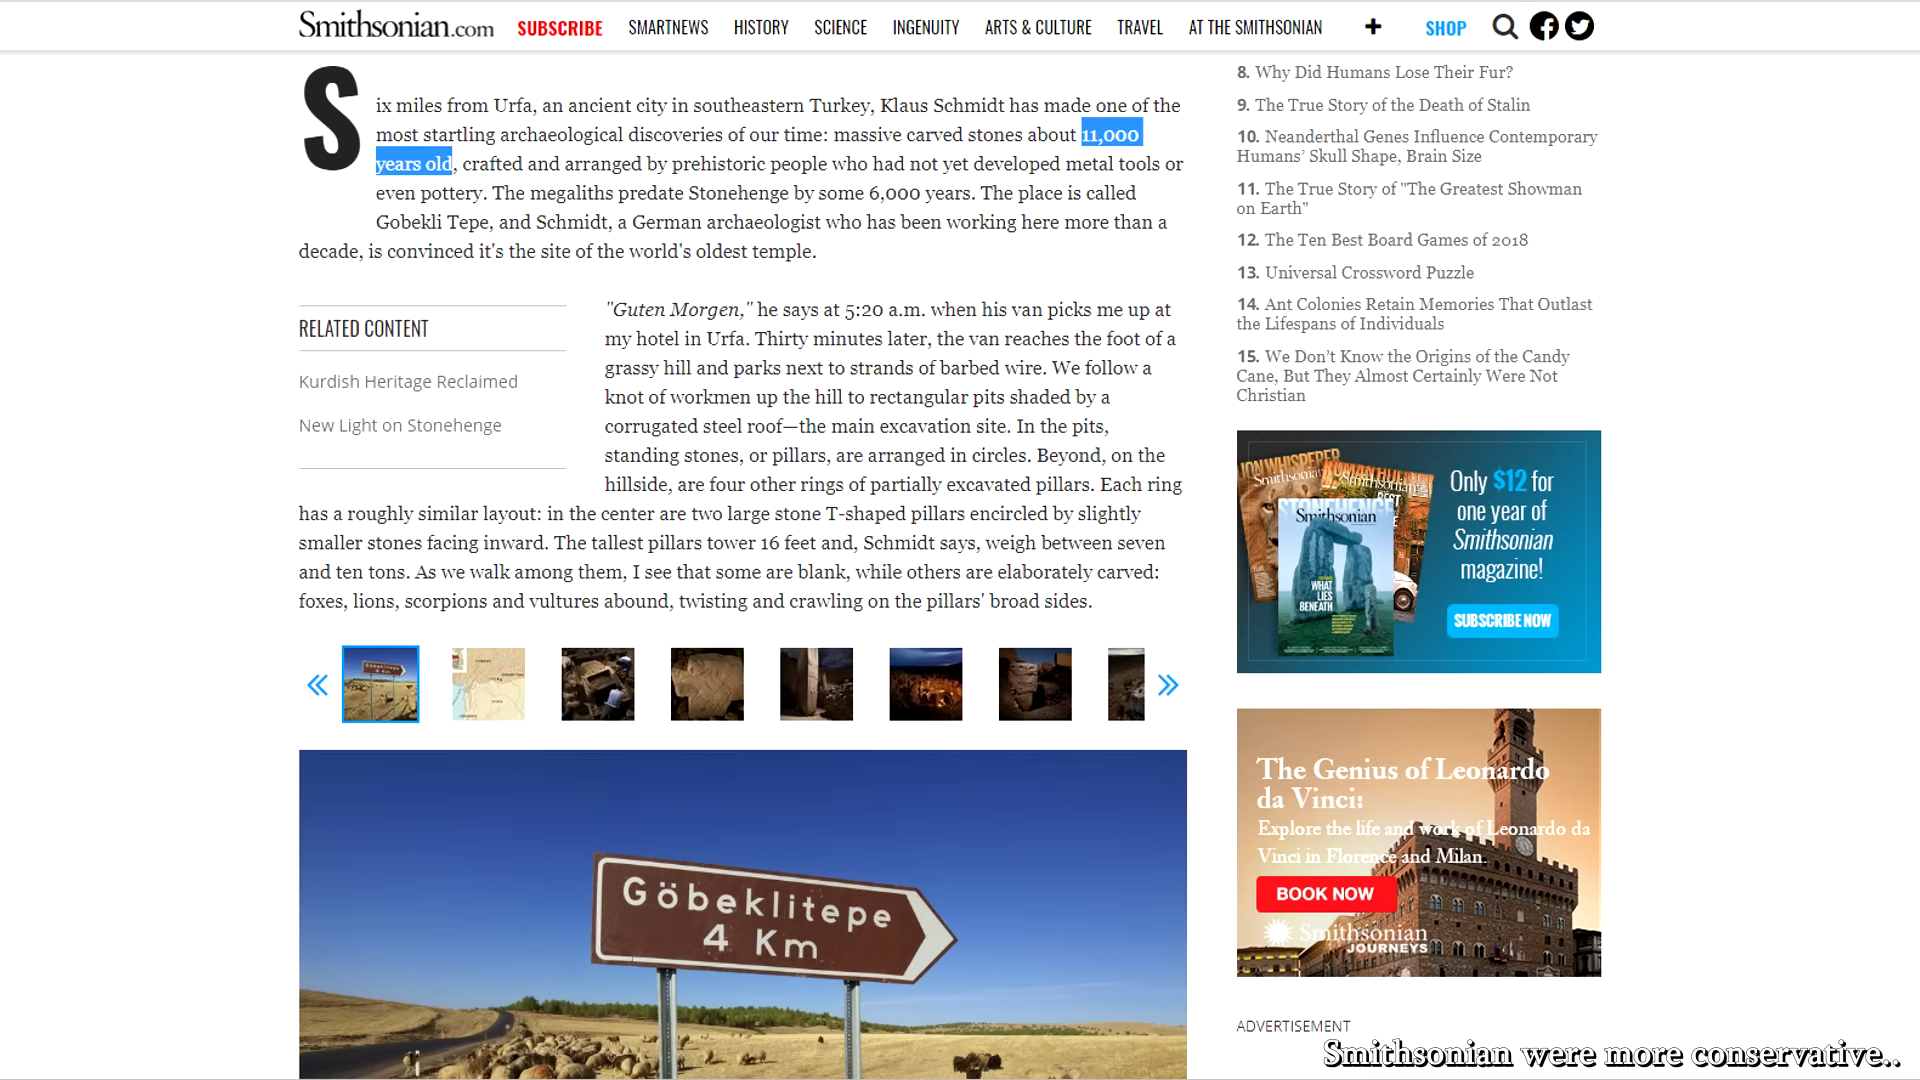 Smithsonian.com SUBSCRIBE SMARTNEWS HISTORY SCIENCE INGENUITY ARTS & CULTURE TRAVEL AT THE SMITHSONIAN + SHOP
Six miles from Urfa, an ancient city in southeastern Turkey, Klaus Schmidt has made one of the
most startling archaeological discoveries of our time: massive carved stones about 11,000
years old, crafted and arranged by prehistoric people who had not yet developed metal tools or
even pottery. The megaliths predate Stonehenge by some 6,000 years. The place is called
Gobekli Tepe, and Schmidt, a German archaeologist who has been working here more than a
decade, is convinced it's the site of the world's oldest temple.
RELATED CONTENT
Kurdish Heritage Reclaimed
New Light on Stonehenge
"Guten Morgen," he says at 5:20 a.m. when his van picks me up at
my hotel in Urfa. Thirty minutes later, the van reaches the foot of a
grassy hill and parks next to strands of barbed wire. We follow a
knot of workmen up the hill to rectangular pits shaded by a
corrugated steel roof—the main excavation site. In the pits,
standing stones, or pillars, are arranged in circles. Beyond, on the
hillside, are four other rings of partially excavated pillars. Each ring
has a roughly similar layout: in the center are two large stone T-shaped pillars encircled by slightly
smaller stones facing inward. The tallest pillars tower 16 feet and, Schmidt says, weigh between seven
and ten tons. As we walk among them, I see that some are blank, while others are elaborately carved:
foxes, lions, scorpions and vultures abound, twisting and crawling on the pillars' broad sides.
Göbeklitepe
4 Km
8. Why Did Humans Lose Their Fur?
9. The True Story of the Death of Stalin
10. Neanderthal Genes Influence Contemporary
Humans’ Skull Shape, Brain Size
11. The True Story of "The Greatest Showman
on Earth"
12. The Ten Best Board Games of 2018
13. Universal Crossword Puzzle
14. Ant Colonies Retain Memories That Outlast
the Lifespans of Individuals
15. We Don’t Know the Origins of the Candy
Cane, But They Almost Certainly Were Not
Christian
Smithsonian
STONEHENGE
Smithsonian
WHAT
LIES
BENEATH
Only $12 for
one year of
Smithsonian
magazine!
SUBSCRIBE NOW
The Genius of Leonardo
da Vinci:
Explore the life and work of Leonardo da
Vinci in Florence and Milan.
BOOK NOW
Smithsonian
JOURNEYS
ADVERTISEMENT
Smithsonian were more conservative..